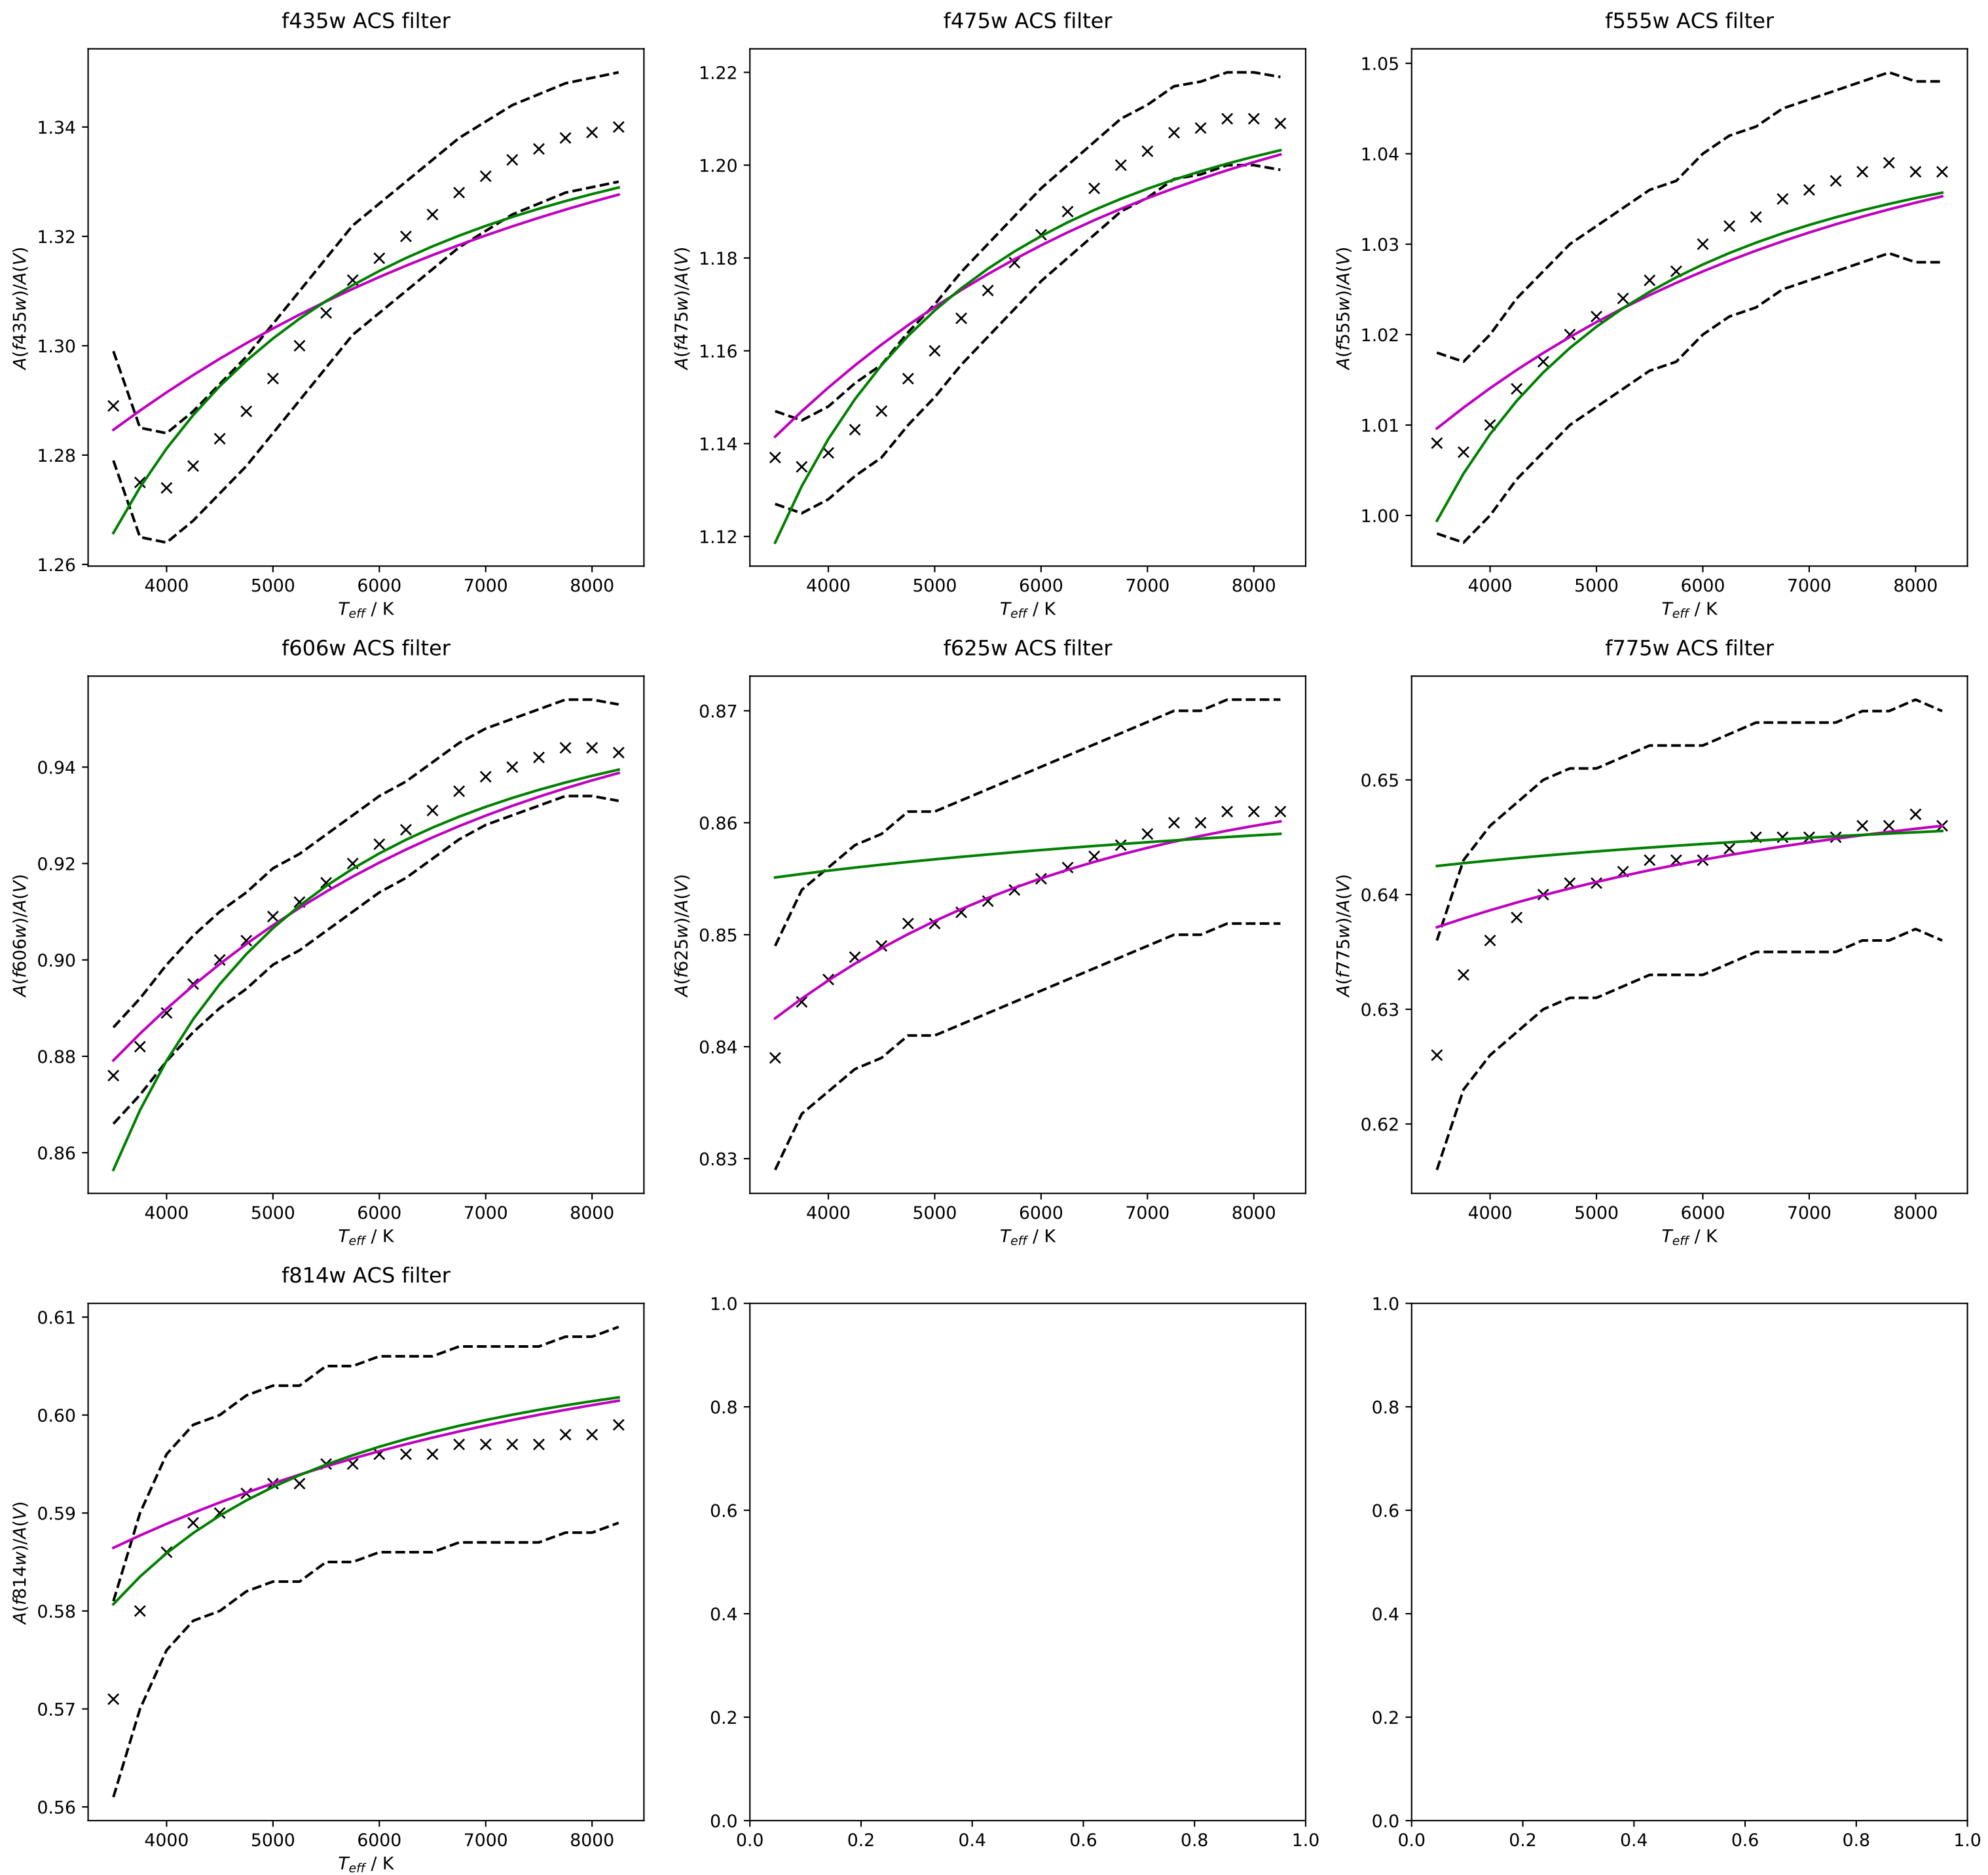 f435w ACS filter
1.34
1.32
1.30
1.28
1.26
A(f435w)/A(V)
4000 5000 6000 7000 8000
T_eff / K
f475w ACS filter
1.22
1.20
1.18
1.16
1.14
1.12
A(f475w)/A(V)
4000 5000 6000 7000 8000
T_eff / K
f555w ACS filter
1.05
1.04
1.03
1.02
1.01
1.00
A(f555w)/A(V)
4000 5000 6000 7000 8000
T_eff / K
f606w ACS filter
0.94
0.92
0.90
0.88
0.86
A(f606w)/A(V)
4000 5000 6000 7000 8000
T_eff / K
f625w ACS filter
0.87
0.86
0.85
0.84
0.83
A(f625w)/A(V)
4000 5000 6000 7000 8000
T_eff / K
f775w ACS filter
0.65
0.64
0.63
0.62
A(f775w)/A(V)
4000 5000 6000 7000 8000
T_eff / K
f814w ACS filter
0.61
0.60
0.59
0.58
0.57
0.56
A(f814w)/A(V)
4000 5000 6000 7000 8000
T_eff / K
1.0
0.8
0.6
0.4
0.2
0.0
0.0 0.2 0.4 0.6 0.8 1.0
1.0
0.8
0.6
0.4
0.2
0.0
0.0 0.2 0.4 0.6 0.8 1.0